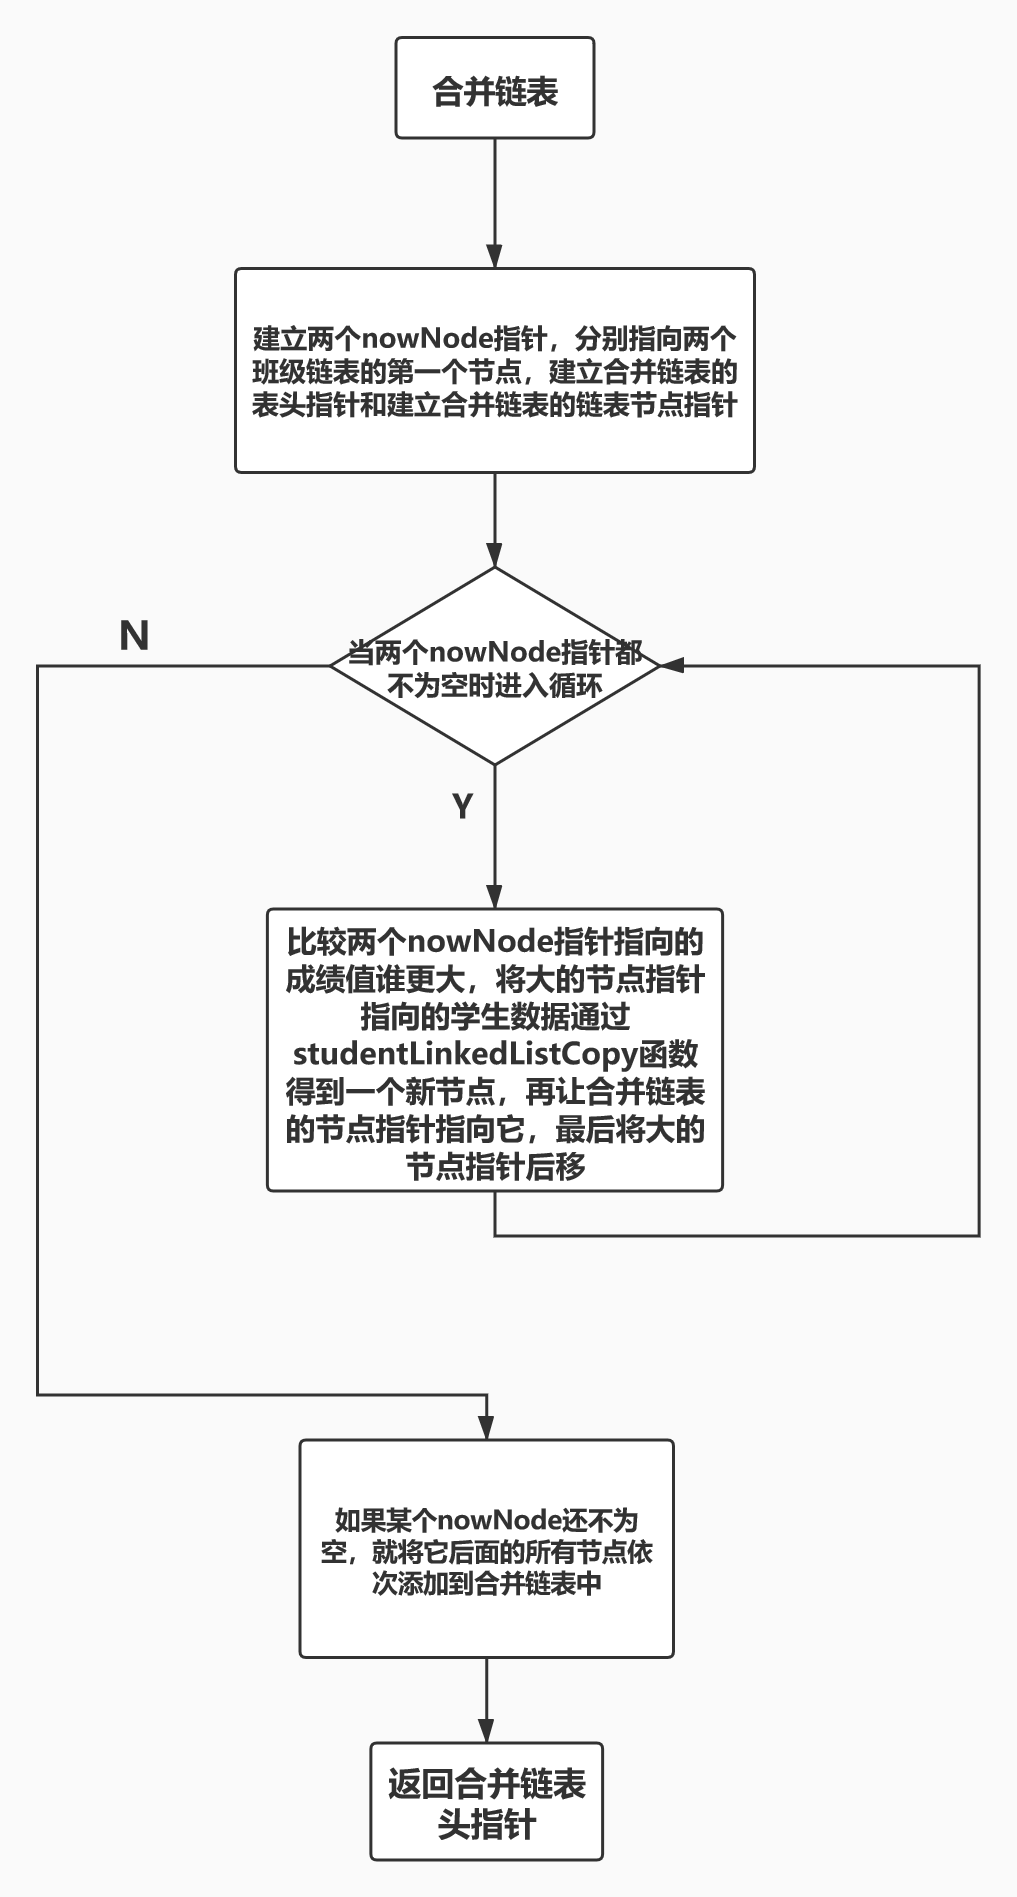 合并链表
建立两个nowNode指针，分别指向两个
班级链表的第一个节点，建立合并链表的
表头指针和建立合并链表的链表节点指针
N
当两个nowNode指针都
不为空时进入循环
Y
比较两个nowNode指针指向的
成绩值谁更大，将大的节点指针
指向的学生数据通过
studentLinkedListCopy函数
得到一个新节点，再让合并链表
的节点指针指向它，最后将大的
节点指针后移
如果某个nowNode还不为
空，就将它后面的所有节点依
次添加到合并链表中
返回合并链表
头指针